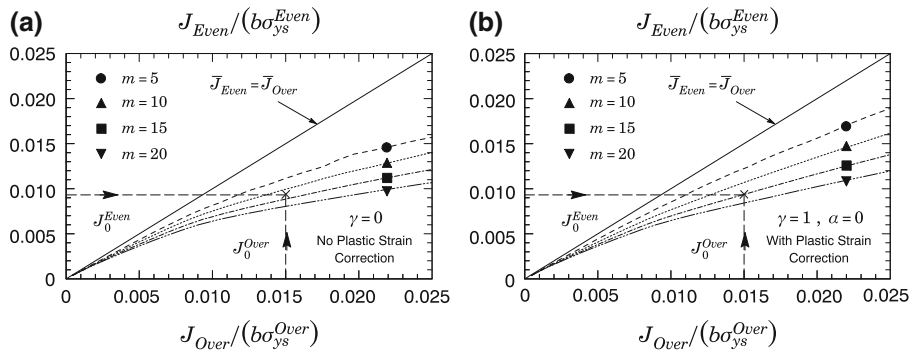 (a) J_Even/(bσ_ys^Even)
0.025
0.020
0.015
0.010
0.005
0
m = 5
m = 10
m = 15
m = 20
J̅_Even = J̅_Over
J_0^Even
J_0^Over
γ = 0
No Plastic Strain
Correction
0 0.005 0.010 0.015 0.020 0.025
J_Over/(bσ_ys^Over)
(b) J_Even/(bσ_ys^Even)
0.025
0.020
0.015
0.010
0.005
0
m = 5
m = 10
m = 15
m = 20
J̅_Even = J̅_Over
J_0^Even
J_0^Over
γ = 1 , α = 0
With Plastic Strain
Correction
0 0.005 0.010 0.015 0.020 0.025
J_Over/(bσ_ys^Over)